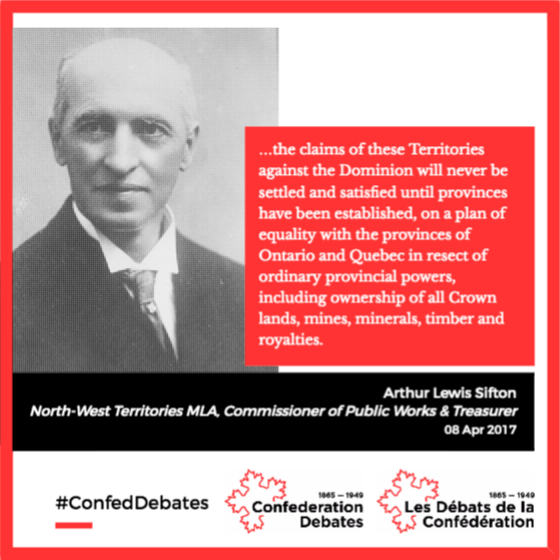 ...the claims of these Territories
against the Dominion will never be
settled and satisfied until provinces
have been established, on a plan of
equality with the provinces of
Ontario and Quebec in resect of
ordinary provincial powers,
including ownership of all Crown
lands, mines, minerals, timber and
royalties.
Arthur Lewis Sifton
North-West Territories MLA, Commissioner of Public Works & Treasurer
08 Apr 2017
#ConfedDebates
1865 — 1949
Confederation
Debates
1865 — 1949
Les Débats de la
Confédération